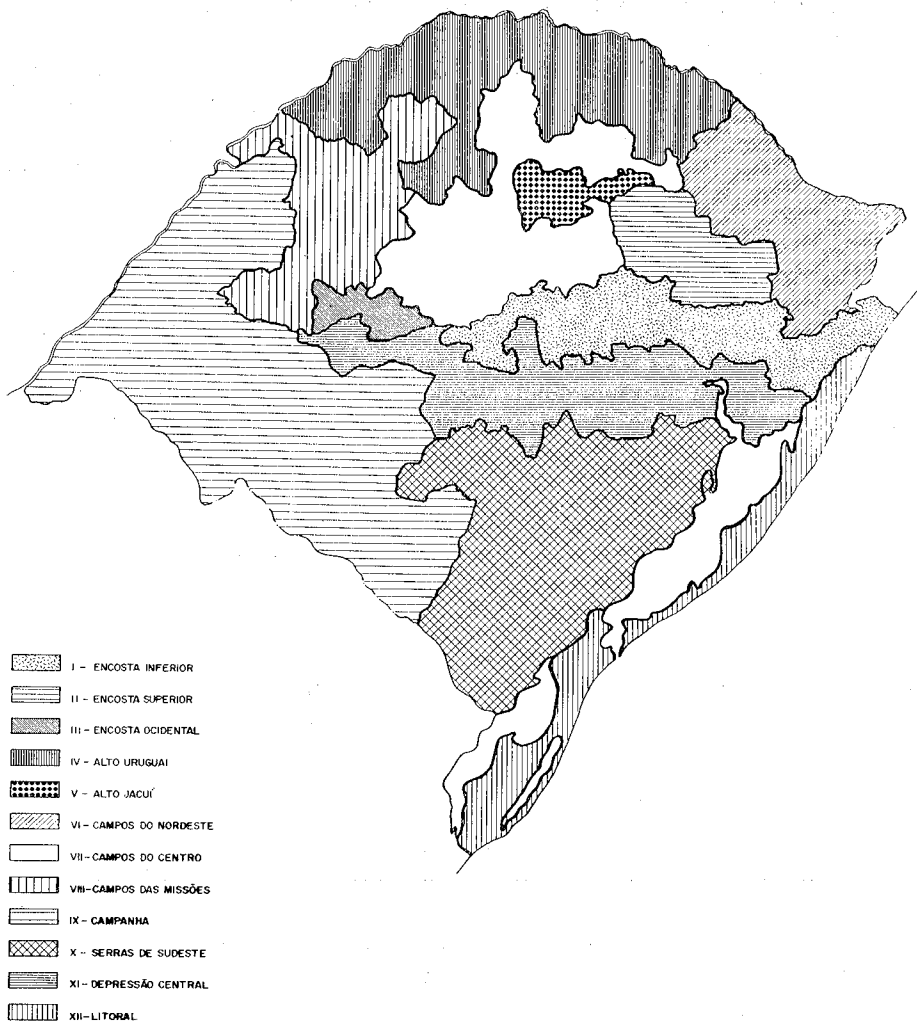 I - ENCOSTA INFERIOR
II - ENCOSTA SUPERIOR
III - ENCOSTA OCIDENTAL
IV - ALTO URUGUAI
V - ALTO JACUÍ
VI - CAMPOS DO NORDESTE
VII - CAMPOS DO CENTRO
VIII - CAMPOS DAS MISSÕES
IX - CAMPANHA
X - SERRAS DE SUDESTE
XI - DEPRESSÃO CENTRAL
XII - LITORAL